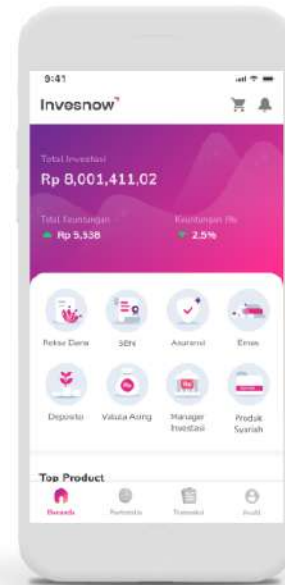 9:41
Invesnow
Total Investasi
Rp 8,001,411,02
Total Keuntungan
Keuntungan
Rp 5,538
2.5%
Reksa Dana
SBN
Asuransi
Emas
Deposito
Valuta Asing
Manager Investasi
Produk Syariah
Top Product
Beranda
Portofolio
Transaksi